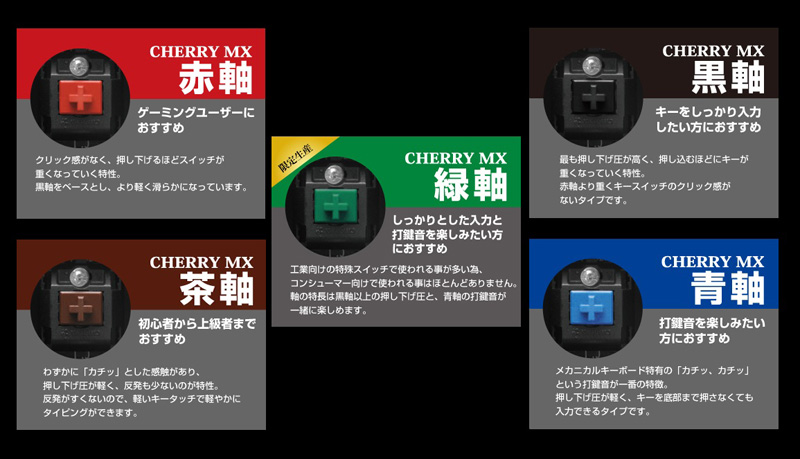 CHERRY MX
赤軸
ゲーミングユーザーに
おすすめ
クリック感がなく、押し下げるほどスイッチが
重くなっていく特性。
黒軸をベースとし、より軽く滑らかになっています。
CHERRY MX
黒軸
キーをしっかり入力
したい方におすすめ
最も押し下げ圧が高く、押し込むほどにキーが
重なっていく特性。
赤軸より重くキースイッチのクリック感が
ないタイプです。
限定生産
CHERRY MX
緑軸
しっかりとした入力と
打鍵音を楽しみたい方
におすすめ
工業向けの特殊スイッチで使われる事が多い為、
コンシューマー向けで使われる事はほとんどありません。
軸の特長は黒軸以上の押し下げ圧と、青軸の打鍵音が
一緒に楽しめます。
CHERRY MX
茶軸
初心者から上級者まで
おすすめ
わずかに「カチッ」とした感触があり、
押し下げ圧が軽く、反発も少ないのが特性。
反発がすくないので、軽いキータッチで軽やかに
タイピングができます。
CHERRY MX
青軸
打鍵音を楽しみたい
方におすすめ
メカニカルキーボード特有の「カチッ、カチッ」
という打鍵音が一番の特徴。
押し下げ圧が軽く、キーを底部まで押さなくても
入力できるタイプです。